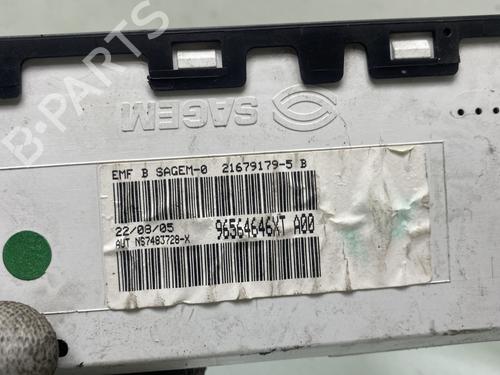 B-PARTS
SAGEM
EMF B SAGEM-0 21679179-5 B
22/08/05 96564646XT A00
AUT NS7483728-X